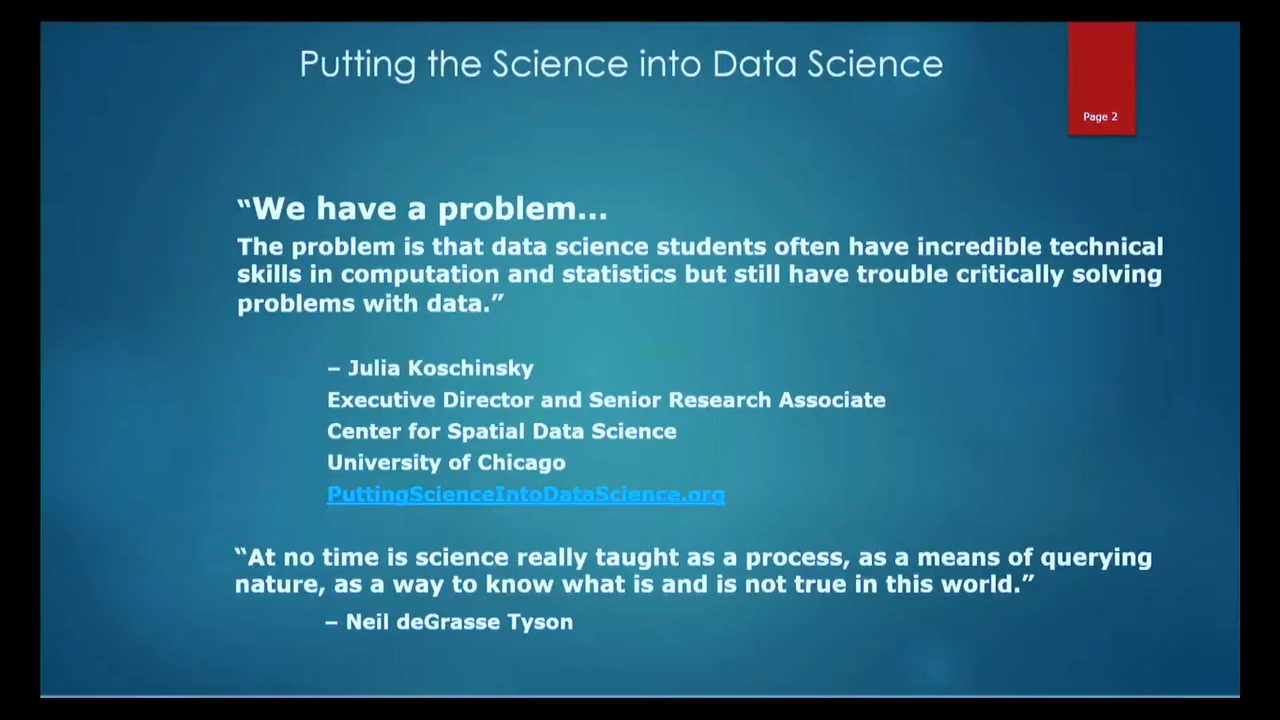 Putting the Science into Data Science
Page 2
“We have a problem...
The problem is that data science students often have incredible technical
skills in computation and statistics but still have trouble critically solving
problems with data.”
– Julia Koschinsky
Executive Director and Senior Research Associate
Center for Spatial Data Science
University of Chicago
PuttingScienceIntoDataScience.org
“At no time is science really taught as a process, as a means of querying
nature, as a way to know what is and is not true in this world.”
– Neil deGrasse Tyson